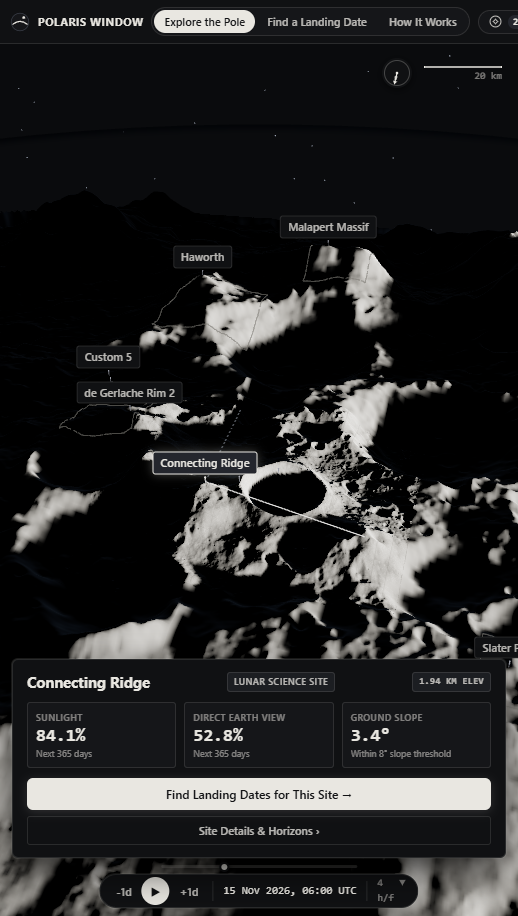 POLARIS WINDOW
Explore the Pole
Find a Landing Date
How It Works
2
20 km
Malapert Massif
Haworth
Custom 5
de Gerlache Rim 2
Connecting Ridge
Slater
Connecting Ridge
LUNAR SCIENCE SITE
1.94 KM ELEV
SUNLIGHT
84.1%
Next 365 days
DIRECT EARTH VIEW
52.8%
Next 365 days
GROUND SLOPE
3.4°
Within 8° slope threshold
Find Landing Dates for This Site →
Site Details & Horizons ›
-1d
+1d
15 Nov 2026, 06:00 UTC
4
h/f